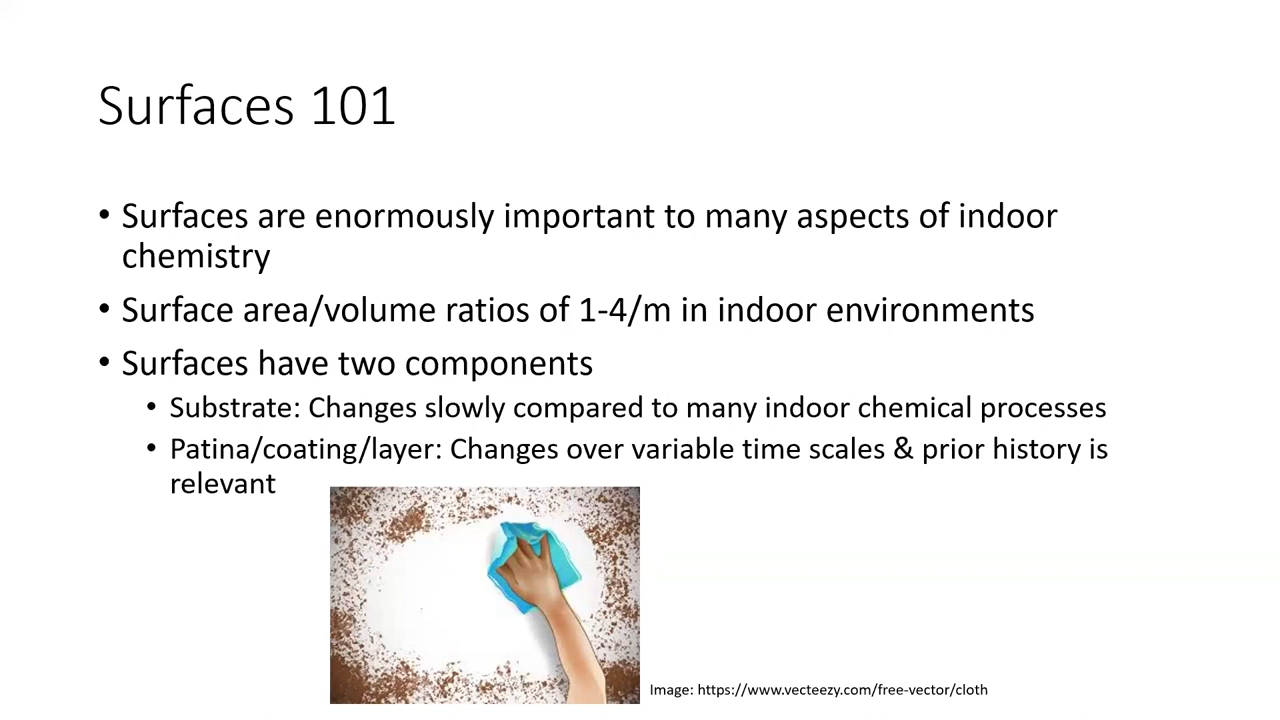 Surfaces 101
• Surfaces are enormously important to many aspects of indoor
chemistry
• Surface area/volume ratios of 1-4/m in indoor environments
• Surfaces have two components
• Substrate: Changes slowly compared to many indoor chemical processes
• Patina/coating/layer: Changes over variable time scales & prior history is
relevant
Image: https://www.vecteezy.com/free-vector/cloth